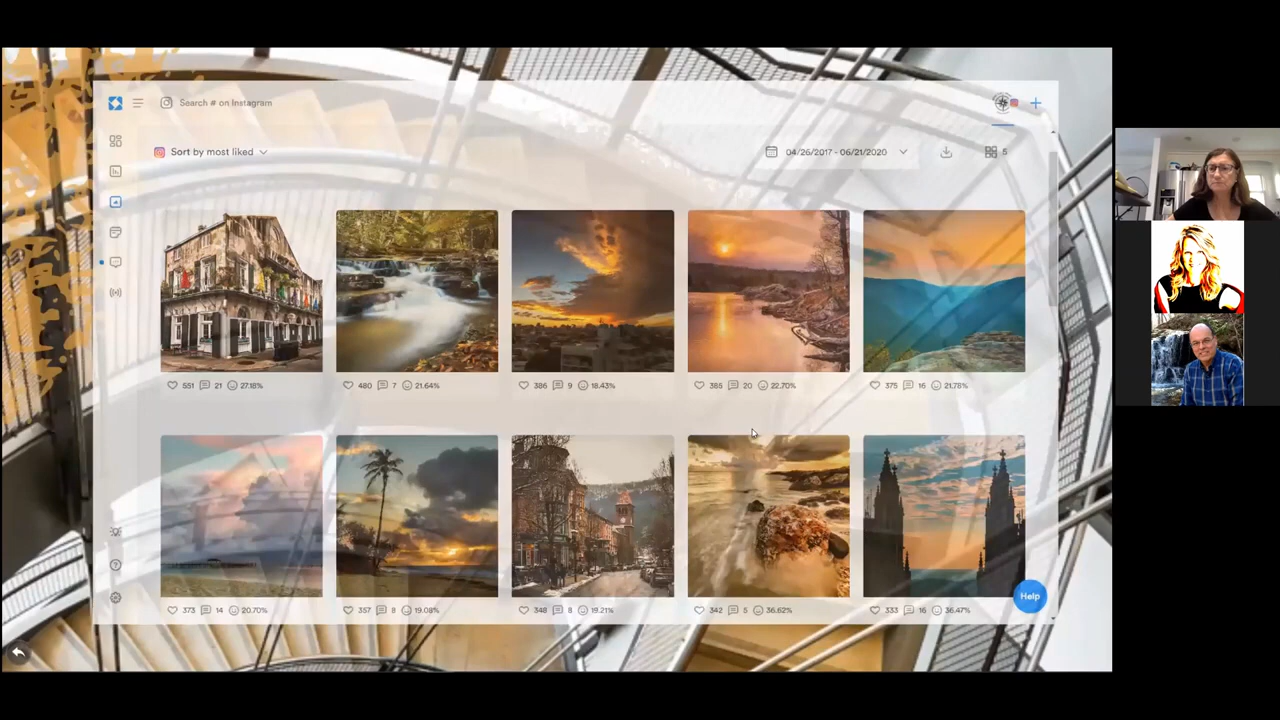 Search # on Instagram
Sort by most liked
04/26/2017 - 06/21/2020
5
551 21 27.18%
480 7 21.64%
386 9 18.43%
385 20 22.70%
375 16 21.78%
373 14 20.70%
357 8 19.08%
348 8 19.21%
342 5 36.62%
333 16 36.47%
Help